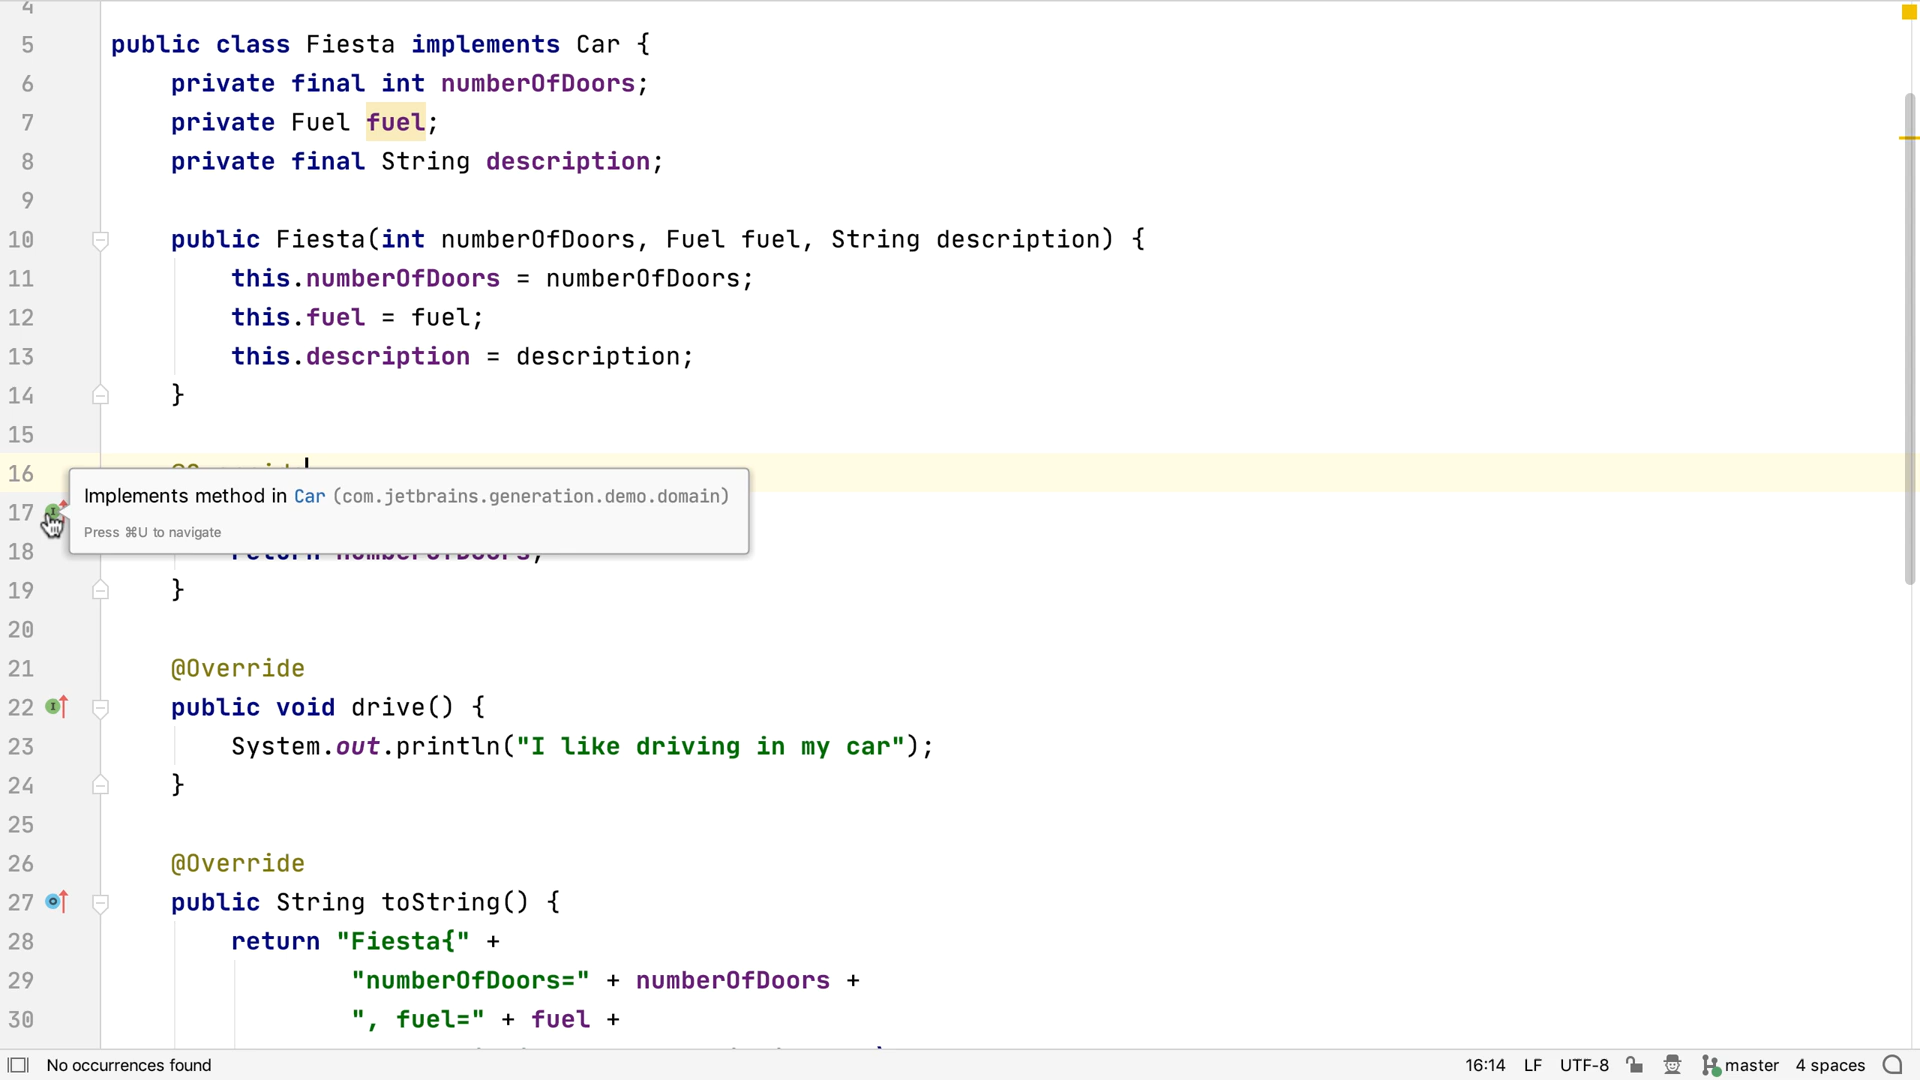 4
5 public class Fiesta implements Car {
6 private final int numberOfDoors;
7 private Fuel fuel;
8 private final String description;
9
10 public Fiesta(int numberOfDoors, Fuel fuel, String description) {
11 this.numberOfDoors = numberOfDoors;
12 this.fuel = fuel;
13 this.description = description;
14 }
15
16 @Override
Implements method in Car (com.jetbrains.generation.demo.domain)
17
Press ⌘U to navigate
18 return numberOfDoors;
19 }
20
21 @Override
22 public void drive() {
23 System.out.println("I like driving in my car");
24 }
25
26 @Override
27 public String toString() {
28 return "Fiesta{" +
29 "numberOfDoors=" + numberOfDoors +
30 ", fuel=" + fuel +
No occurrences found 16:14 LF UTF-8 master 4 spaces